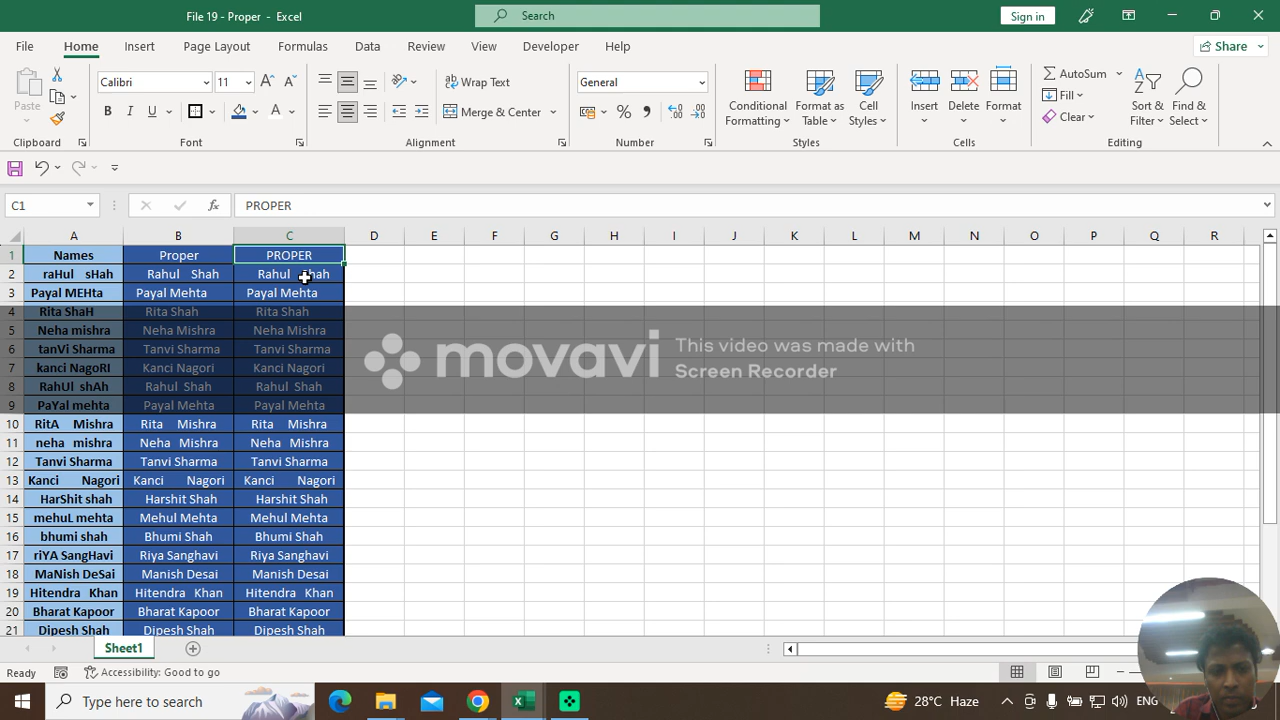 File 19 - Proper - Excel
Search
Sign in
File Home Insert Page Layout Formulas Data Review View Developer Help
Share
Paste
Calibri 11
Wrap Text
General
Conditional Formatting
Format as Table
Cell Styles
Insert Delete Format
AutoSum
Fill
Clear
Sort & Filter
Find & Select
B I U
Merge & Center
Clipboard Font Alignment Number Styles Cells Editing
C1 fx PROPER
A B C D E F G H I J K L M N O P Q R
1 Names Proper PROPER
2 raHul sHah Rahul Shah Rahul Shah
3 Payal MEHta Payal Mehta Payal Mehta
4 Rita ShaH Rita Shah Rita Shah
5 Neha mishra Neha Mishra Neha Mishra
6 tanVi Sharma Tanvi Sharma Tanvi Sharma
7 kanci NagoRI Kanci Nagori Kanci Nagori
8 RahUl shAh Rahul Shah Rahul Shah
9 PaYal mehta Payal Mehta Payal Mehta
movavi This video was made with
Screen Recorder
10 RitA Mishra Rita Mishra Rita Mishra
11 neha mishra Neha Mishra Neha Mishra
12 Tanvi Sharma Tanvi Sharma Tanvi Sharma
13 Kanci Nagori Kanci Nagori Kanci Nagori
14 HarShit shah Harshit Shah Harshit Shah
15 mehuL mehta Mehul Mehta Mehul Mehta
16 bhumi shah Bhumi Shah Bhumi Shah
17 riYA SangHavi Riya Sanghavi Riya Sanghavi
18 MaNish DeSai Manish Desai Manish Desai
19 Hitendra Khan Hitendra Khan Hitendra Khan
20 Bharat Kapoor Bharat Kapoor Bharat Kapoor
21 Dipesh Shah Dipesh Shah Dipesh Shah
Sheet1
Ready Accessibility: Good to go
Type here to search
28°C Haze
ENG